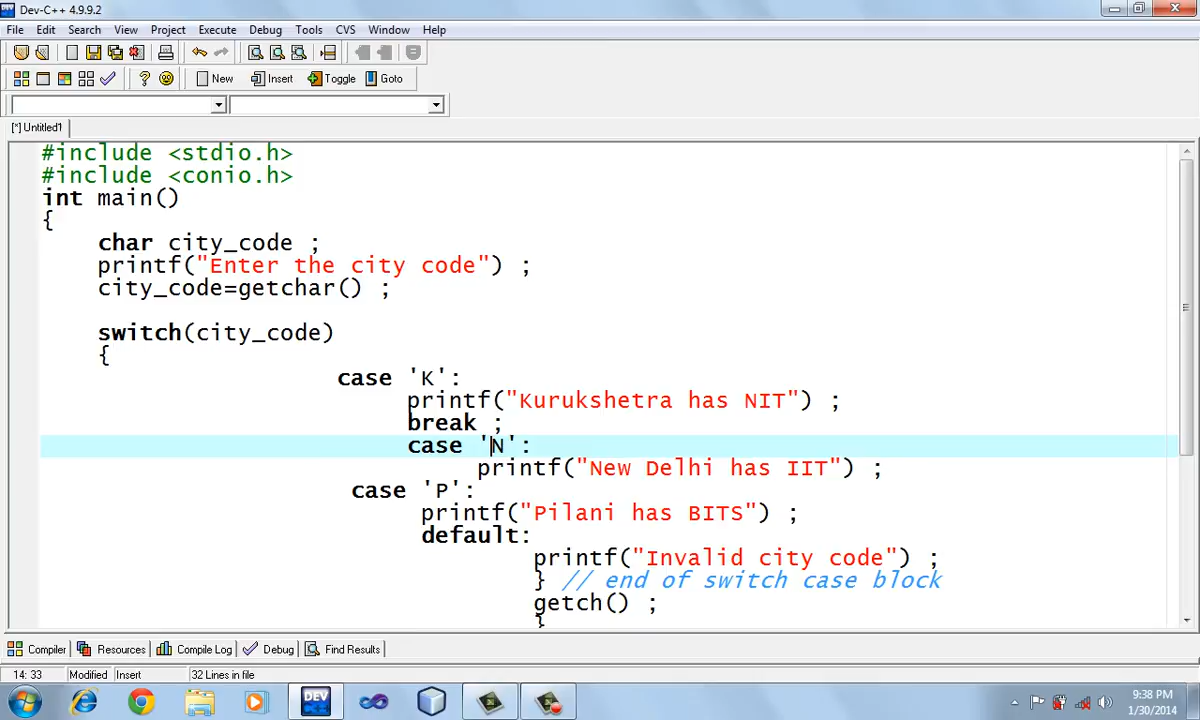 Dev-C++ 4.9.9.2
File Edit Search View Project Execute Debug Tools CVS Window Help
New Insert Toggle Goto
[*] Untitled1
#include <stdio.h>
#include <conio.h>
int main()
{
char city_code ;
printf("Enter the city code") ;
city_code=getchar() ;
switch(city_code)
{
case 'K':
printf("Kurukshetra has NIT") ;
break ;
case 'N':
printf("New Delhi has IIT") ;
case 'P':
printf("Pilani has BITS") ;
default:
printf("Invalid city code") ;
} // end of switch case block
getch() ;
}
Compiler Resources Compile Log Debug Find Results
14: 33 Modified Insert 32 Lines in file
DEV C++
9:38 PM
1/30/2014